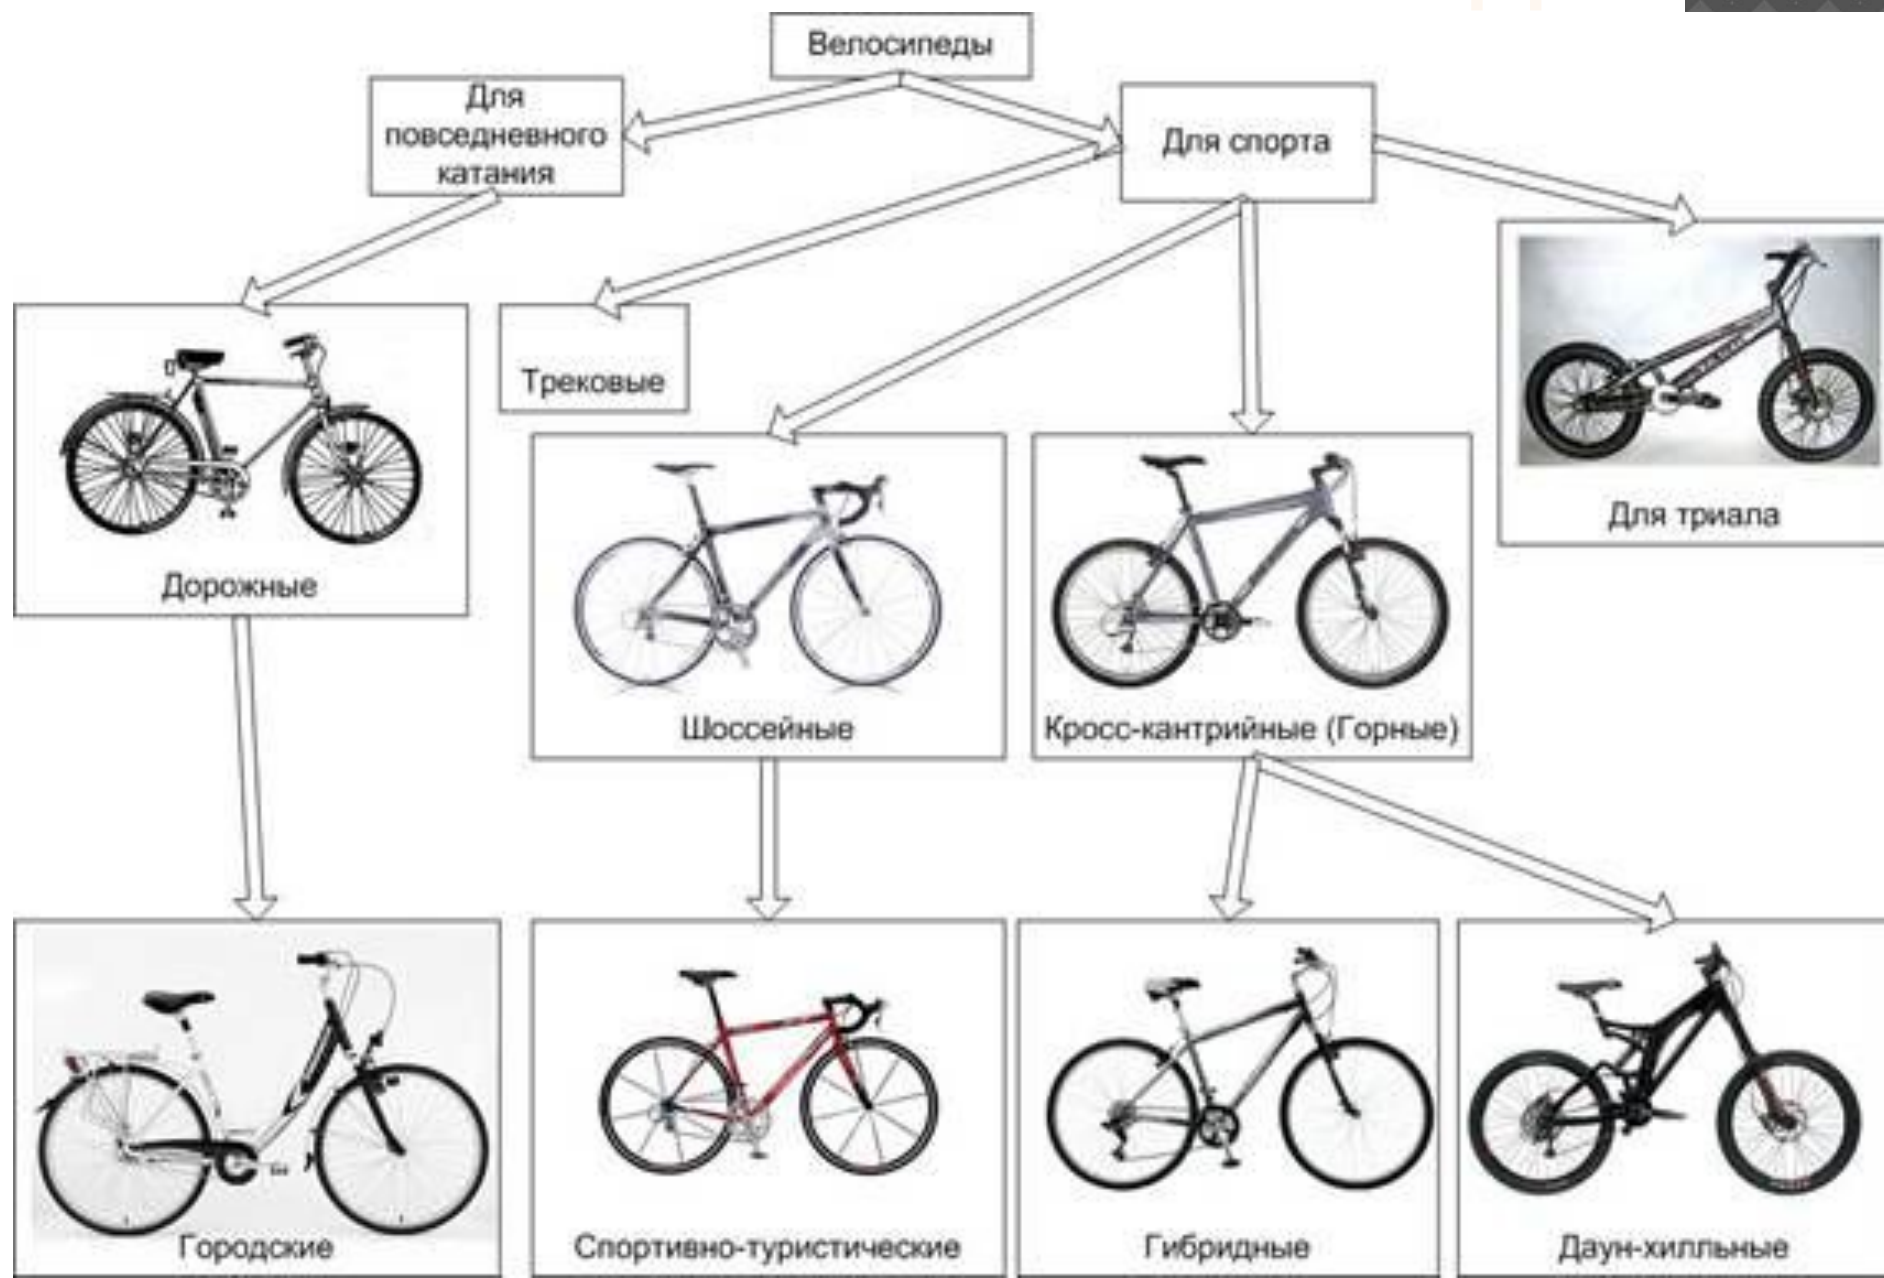 Велосипеды
Для
повседневного
катания
Для спорта
Трековые
Для триала
Дорожные
Шоссейные
Кросс-кантрийные (Горные)
Городские
Спортивно-туристические
Гибридные
Даун-хилльные